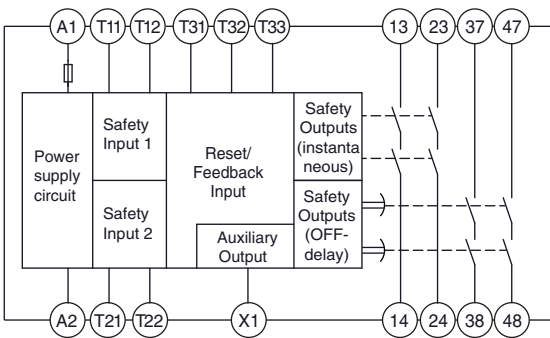 A1 T11 T12 T31 T32 T33 13 23 37 47
Power
supply
circuit
Safety
Input 1
Safety
Input 2
Reset/
Feedback
Input
Auxiliary
Output
Safety
Outputs
(instanta
neous)
Safety
Outputs
(OFF-
delay)
A2 T21 T22 X1 14 24 38 48